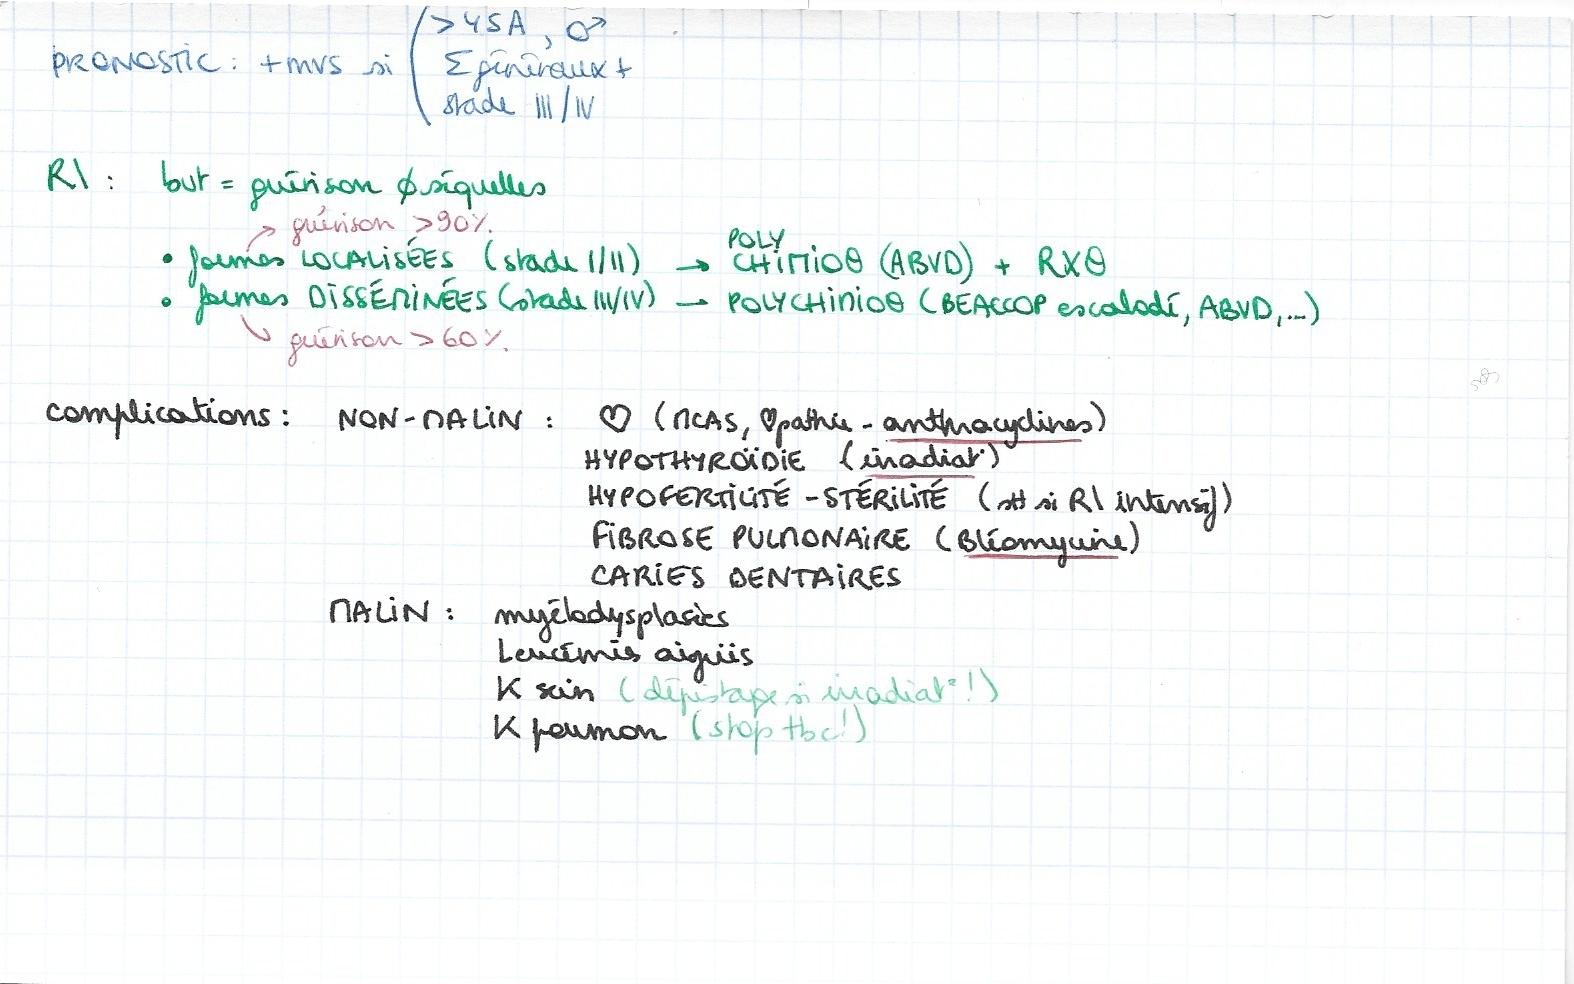 >45A, ♂
PRONOSTIC : + mvs si Σ généraux +
stade III/IV
R\ : but = guérison ϕ séquelles
guérison >90%.
POLY
• formes LOCALISÉES (stade I/II) → CHIMIOθ (ABVD) + RXθ
• formes DISSÉMINÉES (stade III/IV) → POLYCHIMIOθ (BEACCOP escaladé, ABVD,...)
guérison >60%.
complications : NON-MALIN : ♡ (MCAS, ♡pathie - anthracyclines)
HYPOTHYROÏDIE (irradiat°)
HYPOFERTILITÉ - STÉRILITÉ (stt si R\ intensif)
FIBROSE PULMONAIRE (Bléomycine)
CARIES DENTAIRES
MALIN : myélodysplasies
Leucémies aiguës
K sein (dépistage si irradiat° !)
K poumon (stop tbc!)